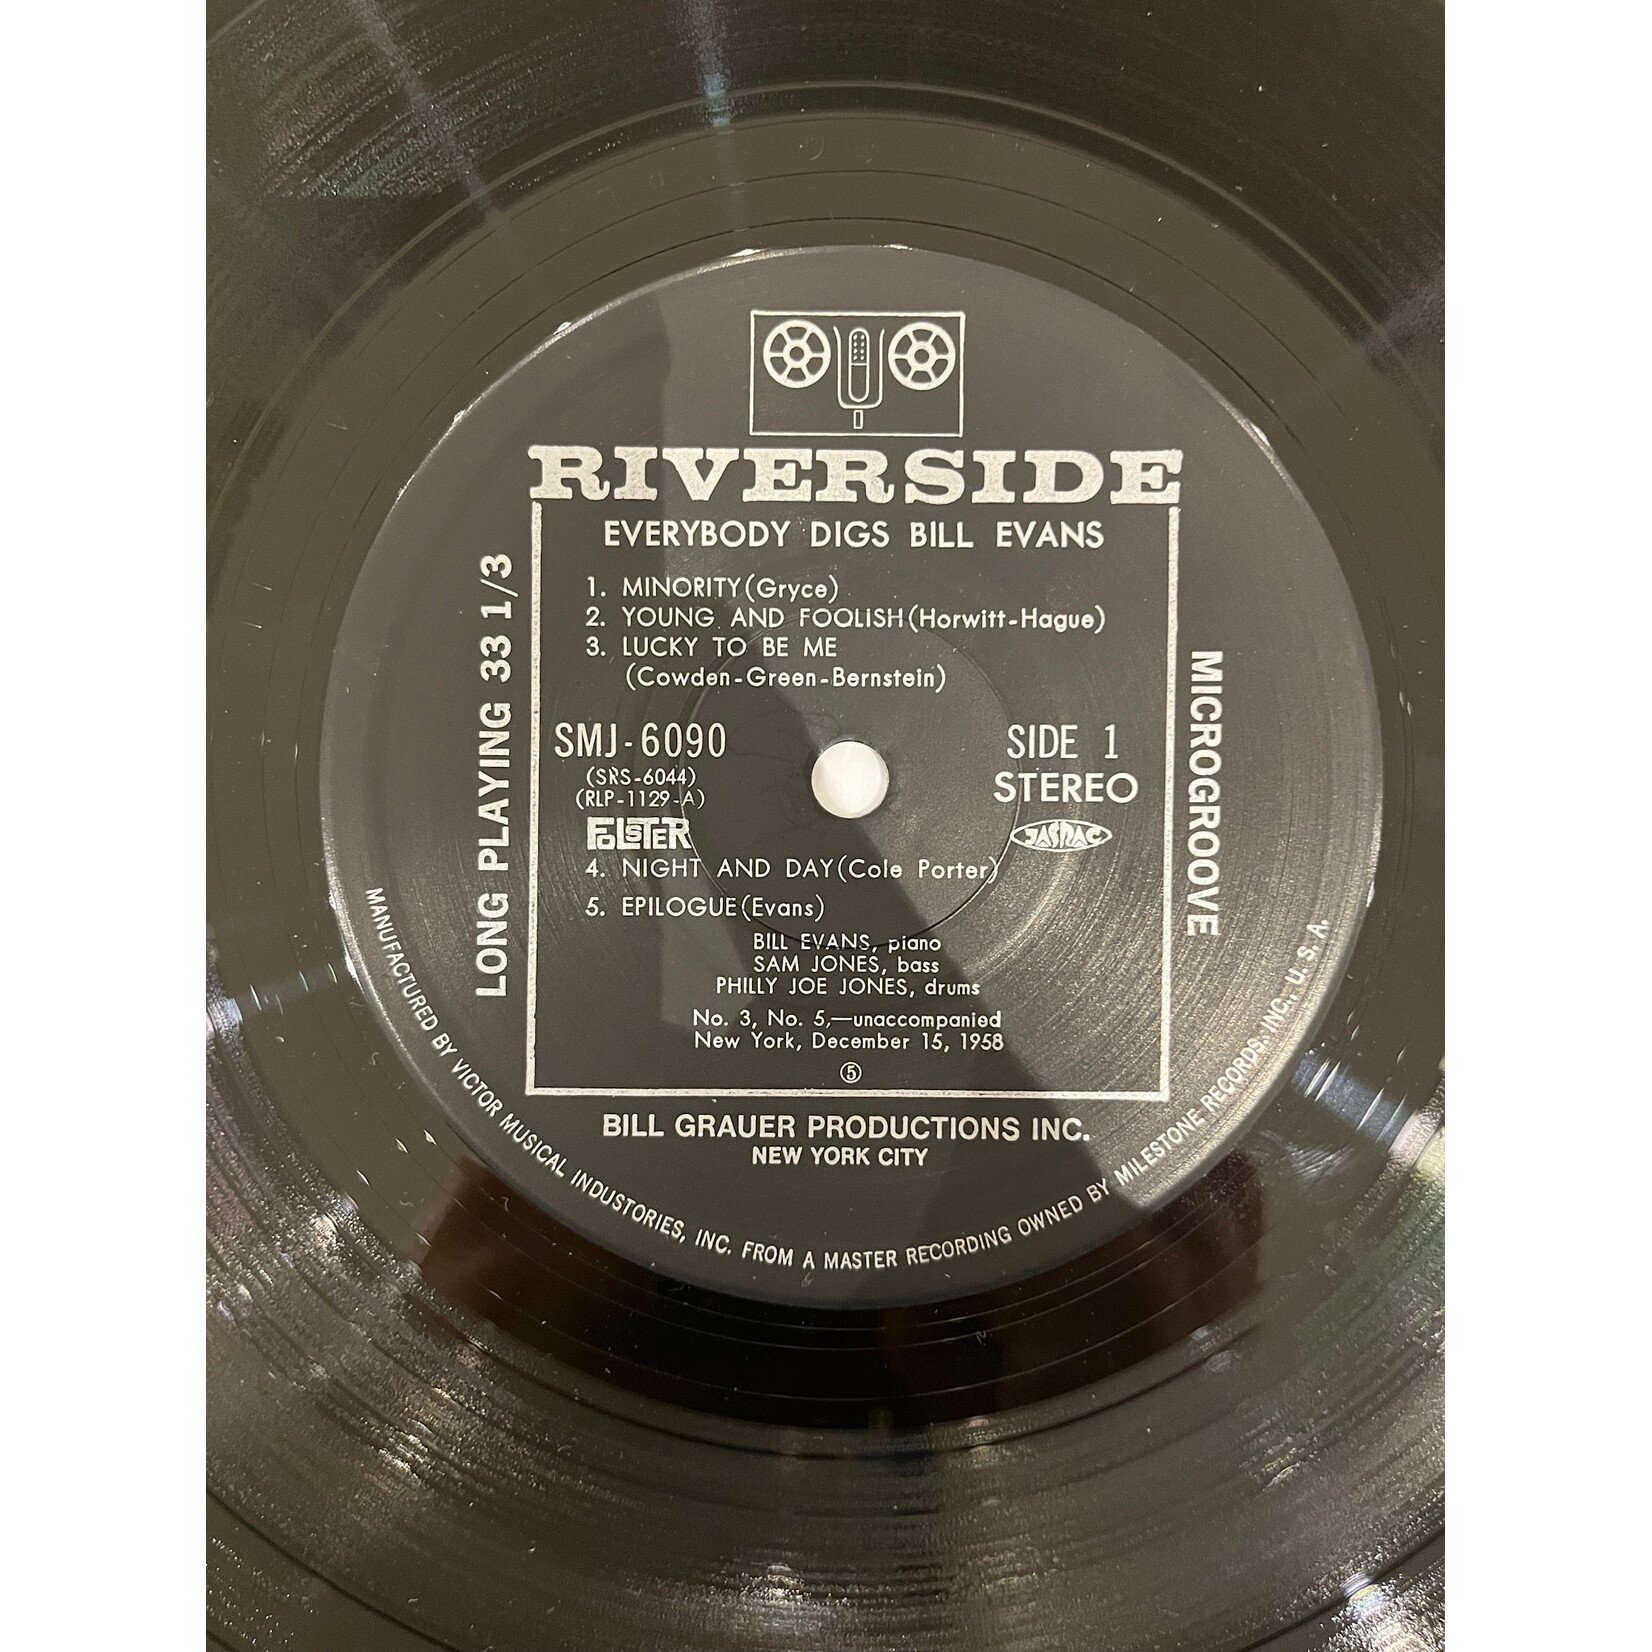 RIVERSIDE
EVERYBODY DIGS BILL EVANS
1. MINORITY(Gryce)
2. YOUNG AND FOOLISH(Horwitt-Hague)
3. LUCKY TO BE ME
(Cowden-Green-Bernstein)
LONG PLAYING 33 1/3
MICROGROOVE
SMJ-6090
(SRS-6044)
(RLP-1129-A)
FOLSTER
SIDE 1
STEREO
JASRAC
4. NIGHT AND DAY(Cole Porter)
5. EPILOGUE(Evans)
BILL EVANS, piano
SAM JONES, bass
PHILLY JOE JONES, drums
No. 3, No. 5,—unaccompanied
New York, December 15, 1958
⑤
BILL GRAUER PRODUCTIONS INC.
NEW YORK CITY
MANUFACTURED BY VICTOR MUSICAL INDUSTORIES, INC. FROM A MASTER RECORDING OWNED BY MILESTONE RECORDS, INC., U. S. A.